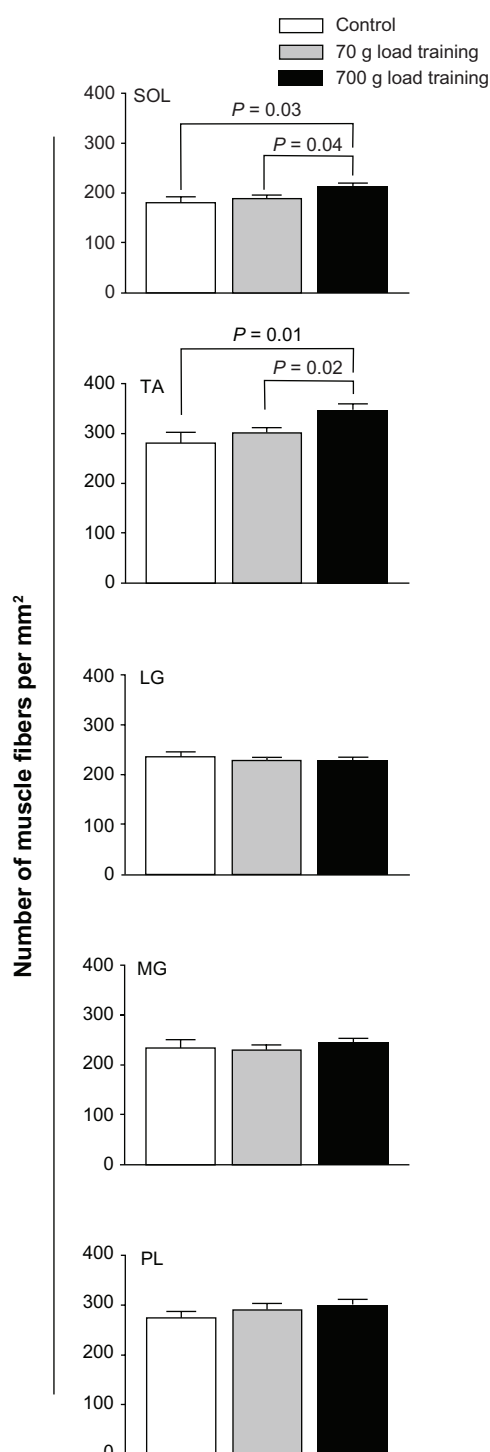 Control
70 g load training
700 g load training
Number of muscle fibers per mm²
SOL
P = 0.03
P = 0.04
400
300
200
100
0
P = 0.01
P = 0.02
TA
400
300
200
100
0
LG
400
300
200
100
0
MG
400
300
200
100
0
PL
400
300
200
100
0